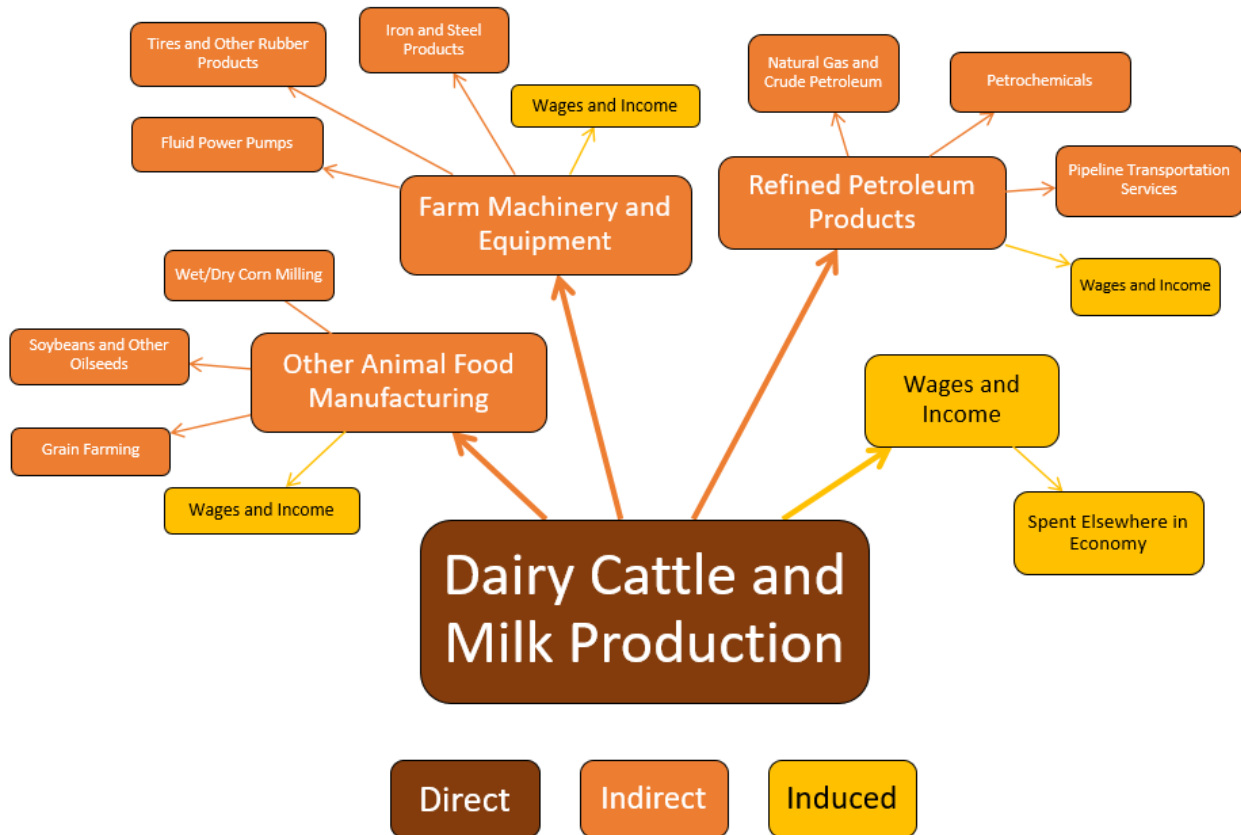 Tires and Other Rubber
Products
Iron and Steel
Products
Wages and Income
Natural Gas and
Crude Petroleum
Petrochemicals
Fluid Power Pumps
Farm Machinery and
Equipment
Refined Petroleum
Products
Pipeline Transportation
Services
Wages and Income
Wet/Dry Corn Milling
Soybeans and Other
Oilseeds
Other Animal Food
Manufacturing
Grain Farming
Wages and Income
Wages and
Income
Spent Elsewhere in
Economy
Dairy Cattle and
Milk Production
Direct
Indirect
Induced